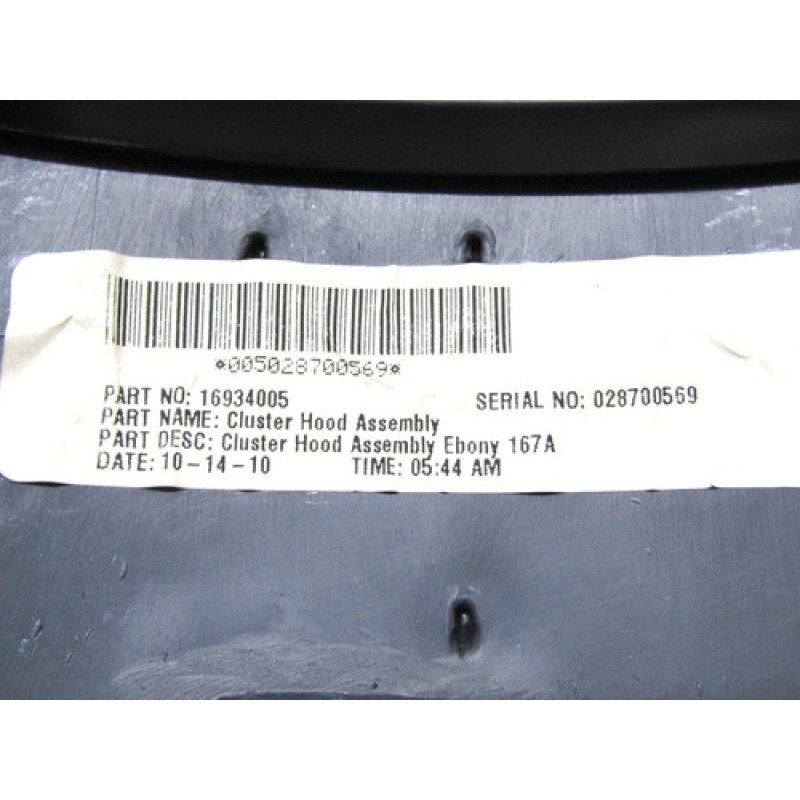 *005028700569*
PART NO: 16934005 SERIAL NO: 028700569
PART NAME: Cluster Hood Assembly
PART DESC: Cluster Hood Assembly Ebony 167A
DATE: 10-14-10 TIME: 05:44 AM